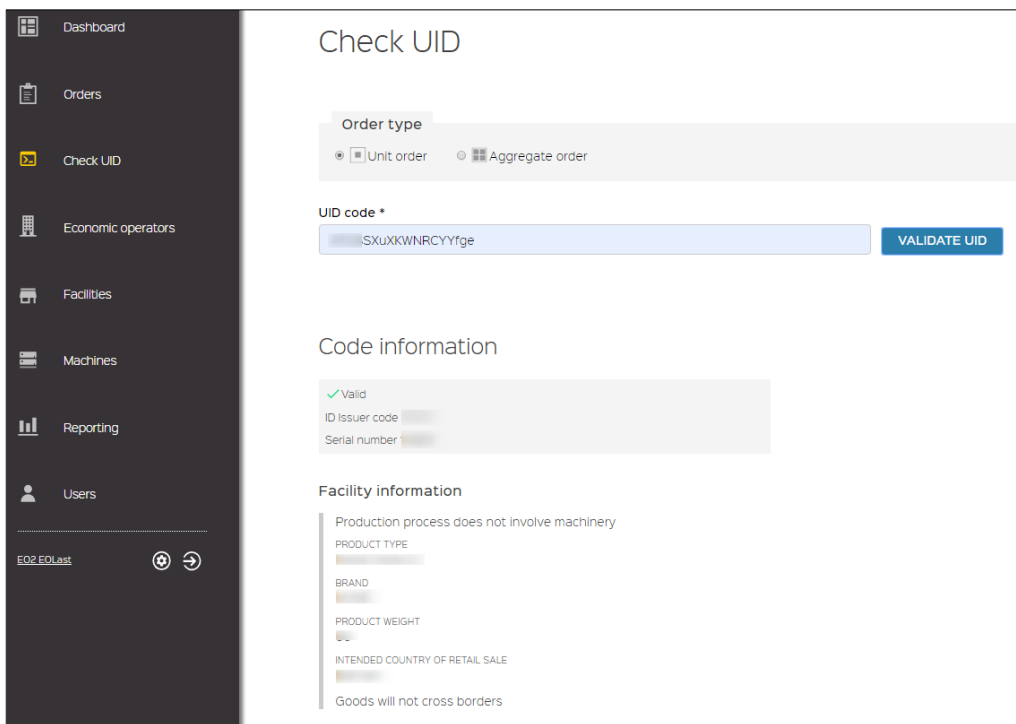 Dashboard
Orders
Check UID
Economic operators
Facilities
Machines
Reporting
Users
EO2 EOLast
Check UID
Order type
Unit order Aggregate order
UID code *
SXuXKWNRCYYfge VALIDATE UID
Code information
Valid
ID Issuer code
Serial number
Facility information
Production process does not involve machinery
PRODUCT TYPE
BRAND
PRODUCT WEIGHT
INTENDED COUNTRY OF RETAIL SALE
Goods will not cross borders